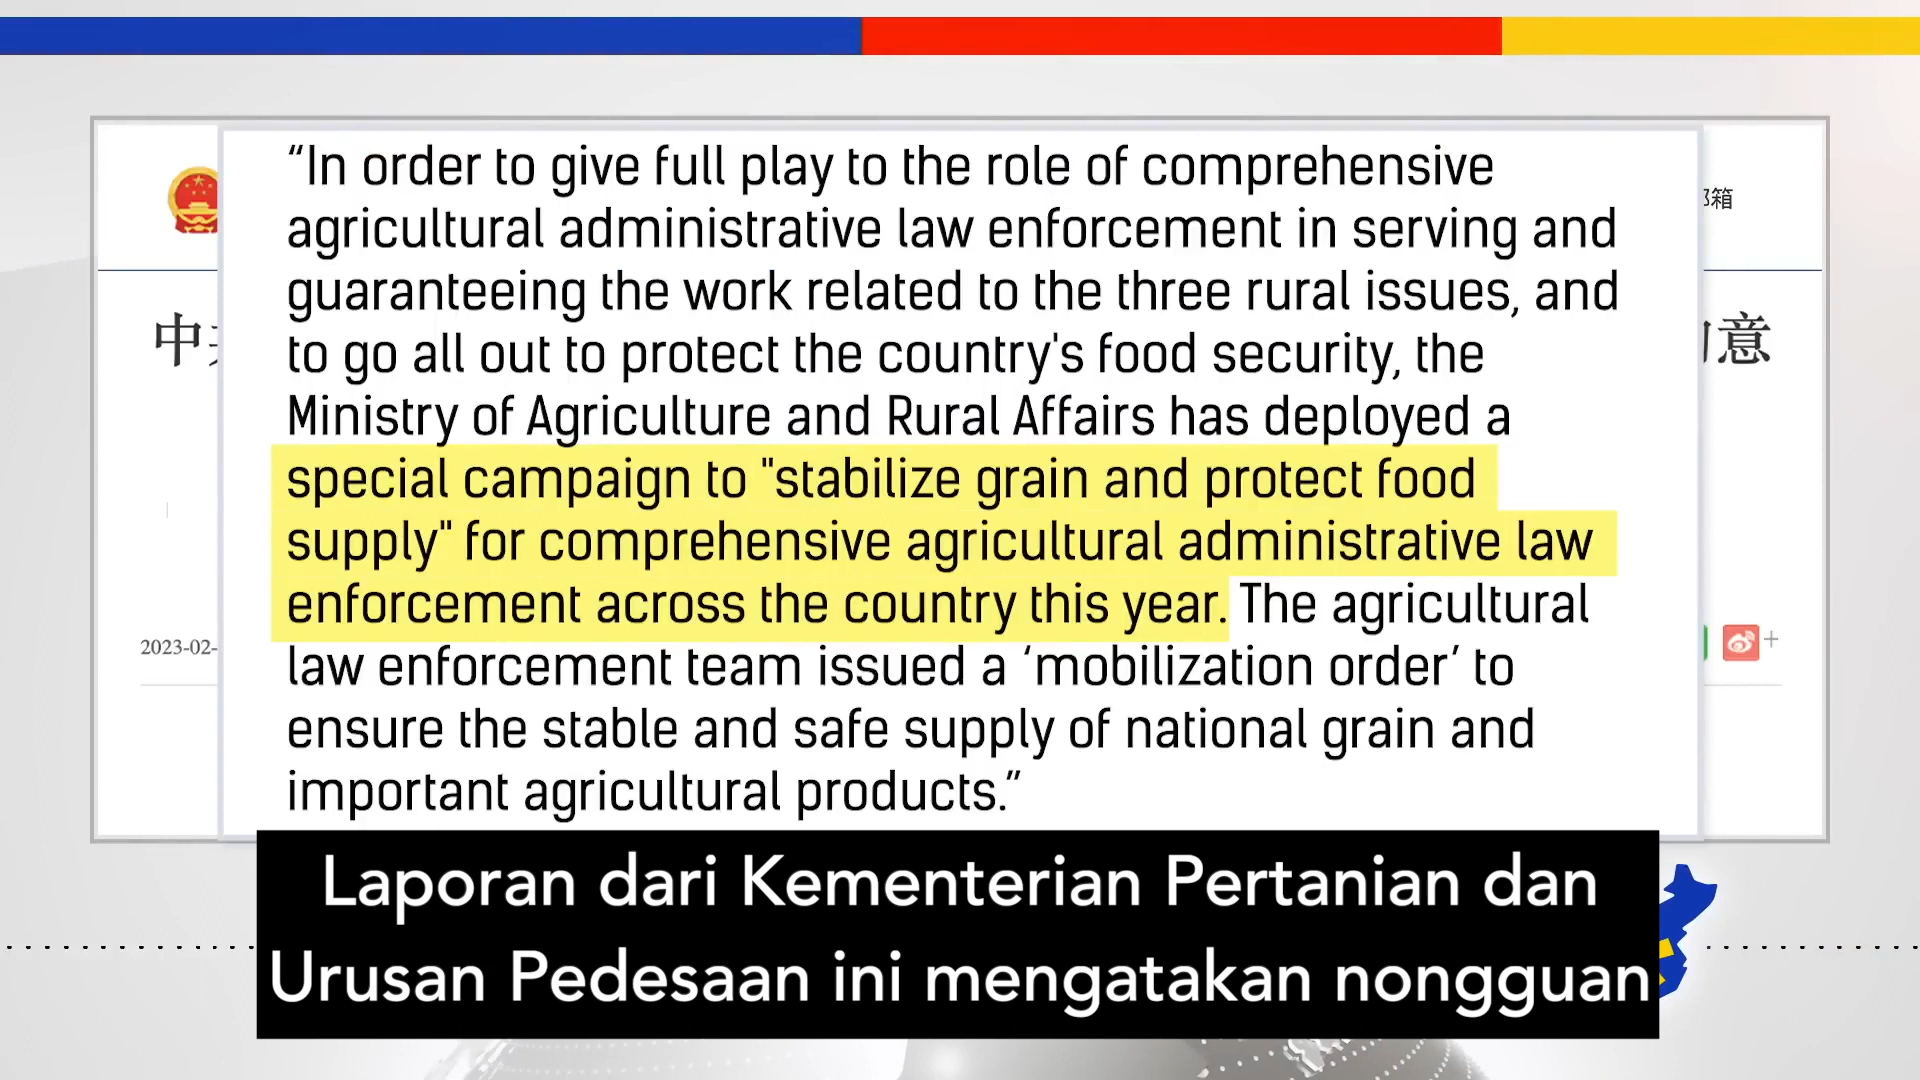 “In order to give full play to the role of comprehensive
agricultural administrative law enforcement in serving and
guaranteeing the work related to the three rural issues, and
to go all out to protect the country's food security, the
Ministry of Agriculture and Rural Affairs has deployed a
special campaign to "stabilize grain and protect food
supply" for comprehensive agricultural administrative law
enforcement across the country this year. The agricultural
law enforcement team issued a ‘mobilization order’ to
ensure the stable and safe supply of national grain and
important agricultural products.”
箱
中
意
2023-02-
Laporan dari Kementerian Pertanian dan
Urusan Pedesaan ini mengatakan nongguan